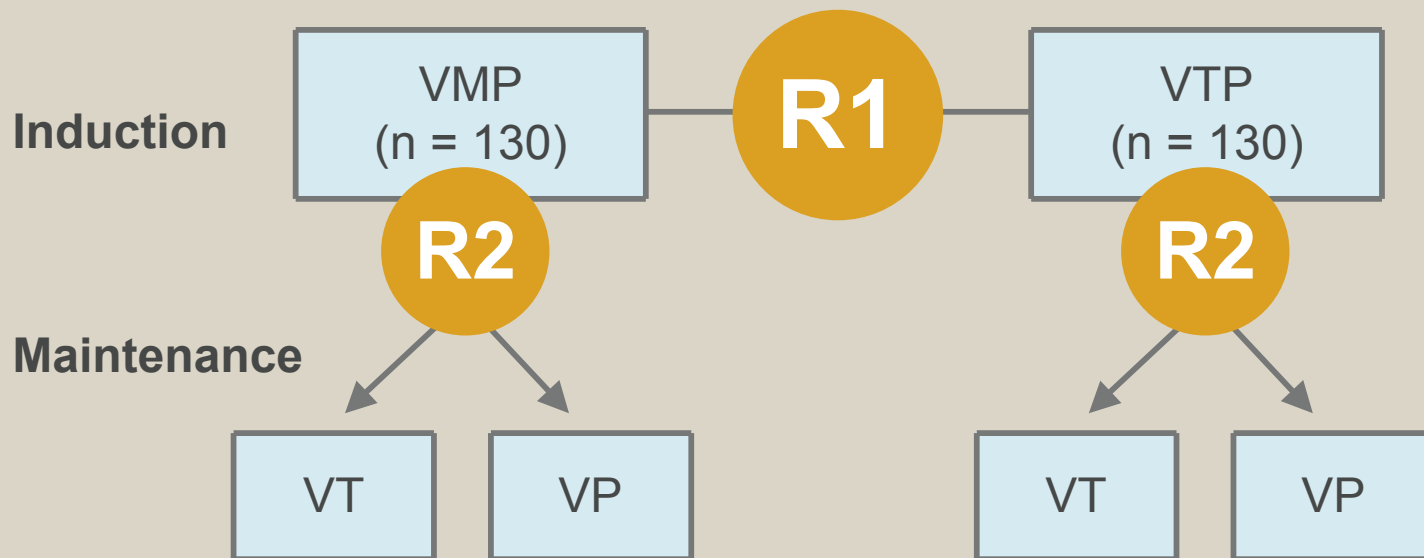 Induction
VMP
(n = 130)
R1
VTP
(n = 130)
R2
R2
Maintenance
VT
VP
VT
VP